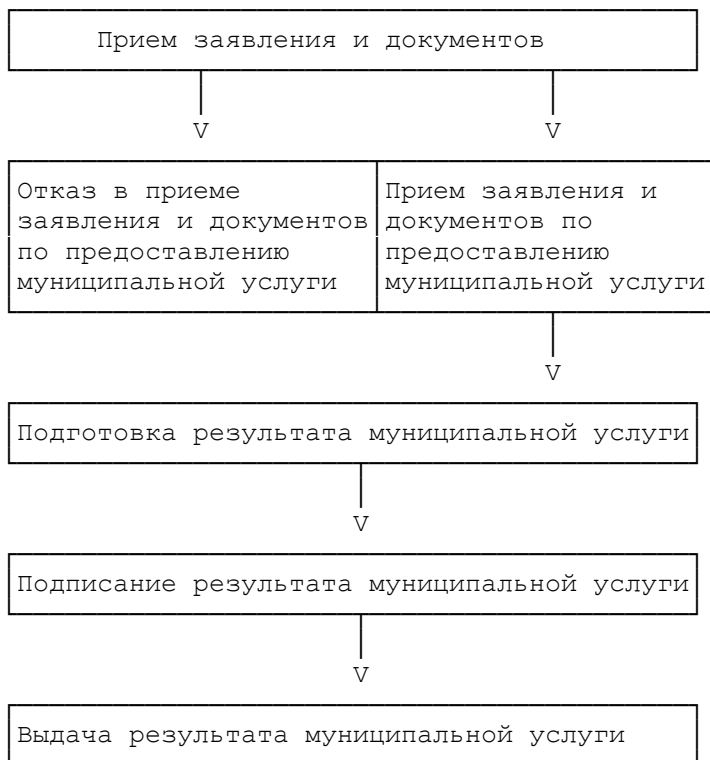 Прием заявления и документов
V V
Отказ в приеме Прием заявления и
заявления и документов документов по
по предоставлению предоставлению
муниципальной услуги муниципальной услуги
V
Подготовка результата муниципальной услуги
V
Подписание результата муниципальной услуги
V
Выдача результата муниципальной услуги